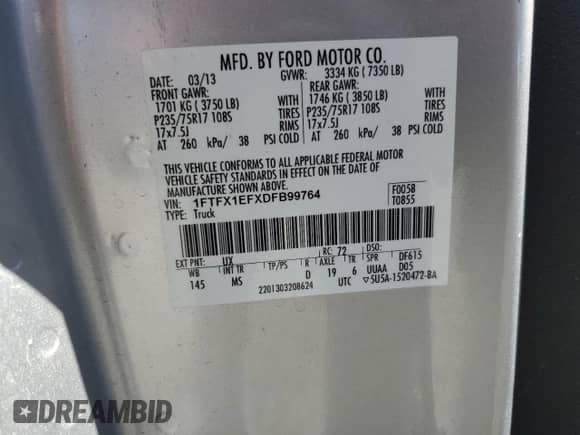 MFD. BY FORD MOTOR CO.
DATE: 03/13 GVWR: 3334 KG ( 7350 LB)
FRONT GAWR: REAR GAWR:
1701 KG ( 3750 LB) WITH 1746 KG ( 3850 LB) WITH
P235/75R17 108S TIRES P235/75R17 108S TIRES
17x7.5J RIMS 17x7.5J RIMS
AT 260 kPa/ 38 PSI COLD AT 260 kPa/ 38 PSI COLD
THIS VEHICLE CONFORMS TO ALL APPLICABLE FEDERAL MOTOR
VEHICLE SAFETY STANDARDS IN EFFECT ON THE DATE OF
MANUFACTURE SHOWN ABOVE.
VIN: 1FTFX1EFXDFB99764 F0058
TYPE: Truck T0855
EXT PNT: UX RC: 72 DSO:
WB INT TR TP/PS R AXLE TR SPR DF615
145 MS D 19 6 UUAA D05
2201303208624 UTC ▽5U5A-1520472-BA
DREAMBID